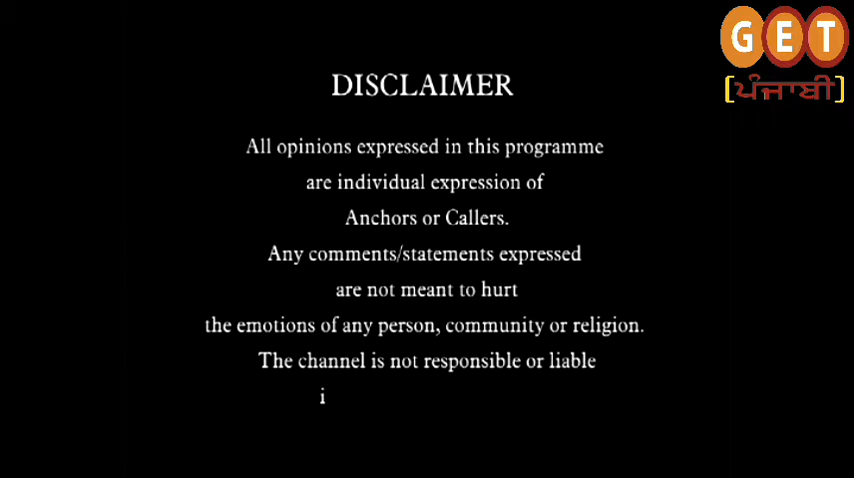 GET
[ਪੰਜਾਬੀ]
DISCLAIMER
All opinions expressed in this programme
are individual expression of
Anchors or Callers.
Any comments/statements expressed
are not meant to hurt
the emotions of any person, community or religion.
The channel is not responsible or liable
i